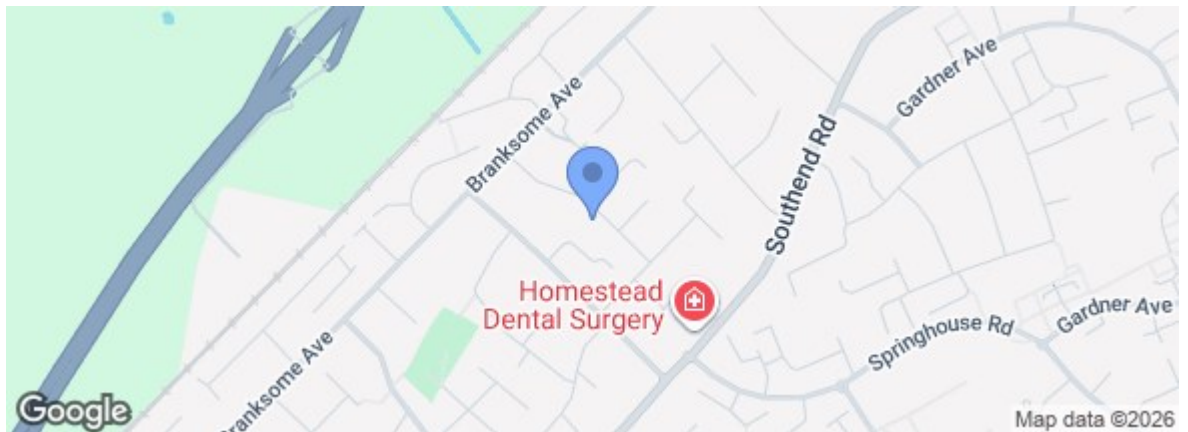 Gardner Ave
Branksome Ave
Southend Rd
Homestead
Dental Surgery
Gardner Ave
Springhouse Rd
Branksome Ave
Google
Map data ©2026